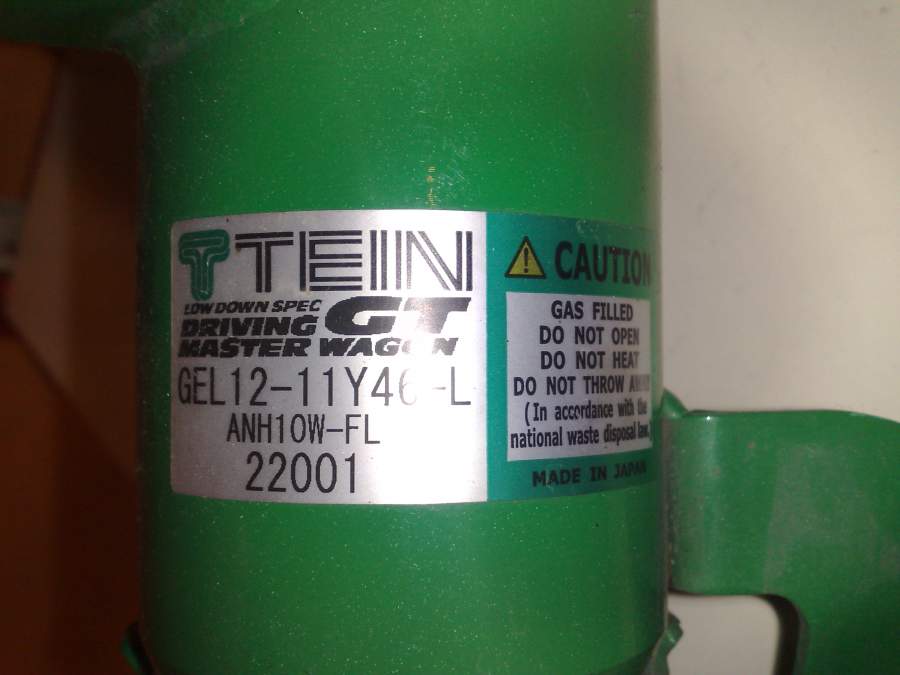 TEIN
LOW DOWN SPEC
DRIVING GT
MASTER WAGON
GEL12-11Y46-L
ANH10W-FL
22001
CAUTION
GAS FILLED
DO NOT OPEN
DO NOT HEAT
DO NOT THROW AWAY
(In accordance with the
national waste disposal law.)
MADE IN JAPAN